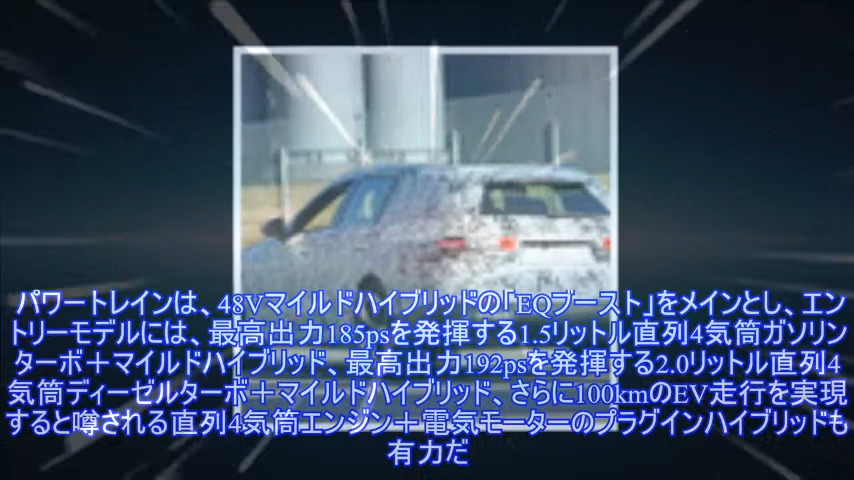 パワートレインは、48Vマイルドハイブリッドの「EQブースト」をメインとし、エン
トリーモデルには、最高出力185psを発揮する1.5リットル直列4気筒ガソリン
ターボ＋マイルドハイブリッド、最高出力192psを発揮する2.0リットル直列4
気筒ディーゼルターボ＋マイルドハイブリッド、さらに100kmのEV走行を実現
すると噂される直列4気筒エンジン＋電気モーターのプラグインハイブリッドも
有力だ